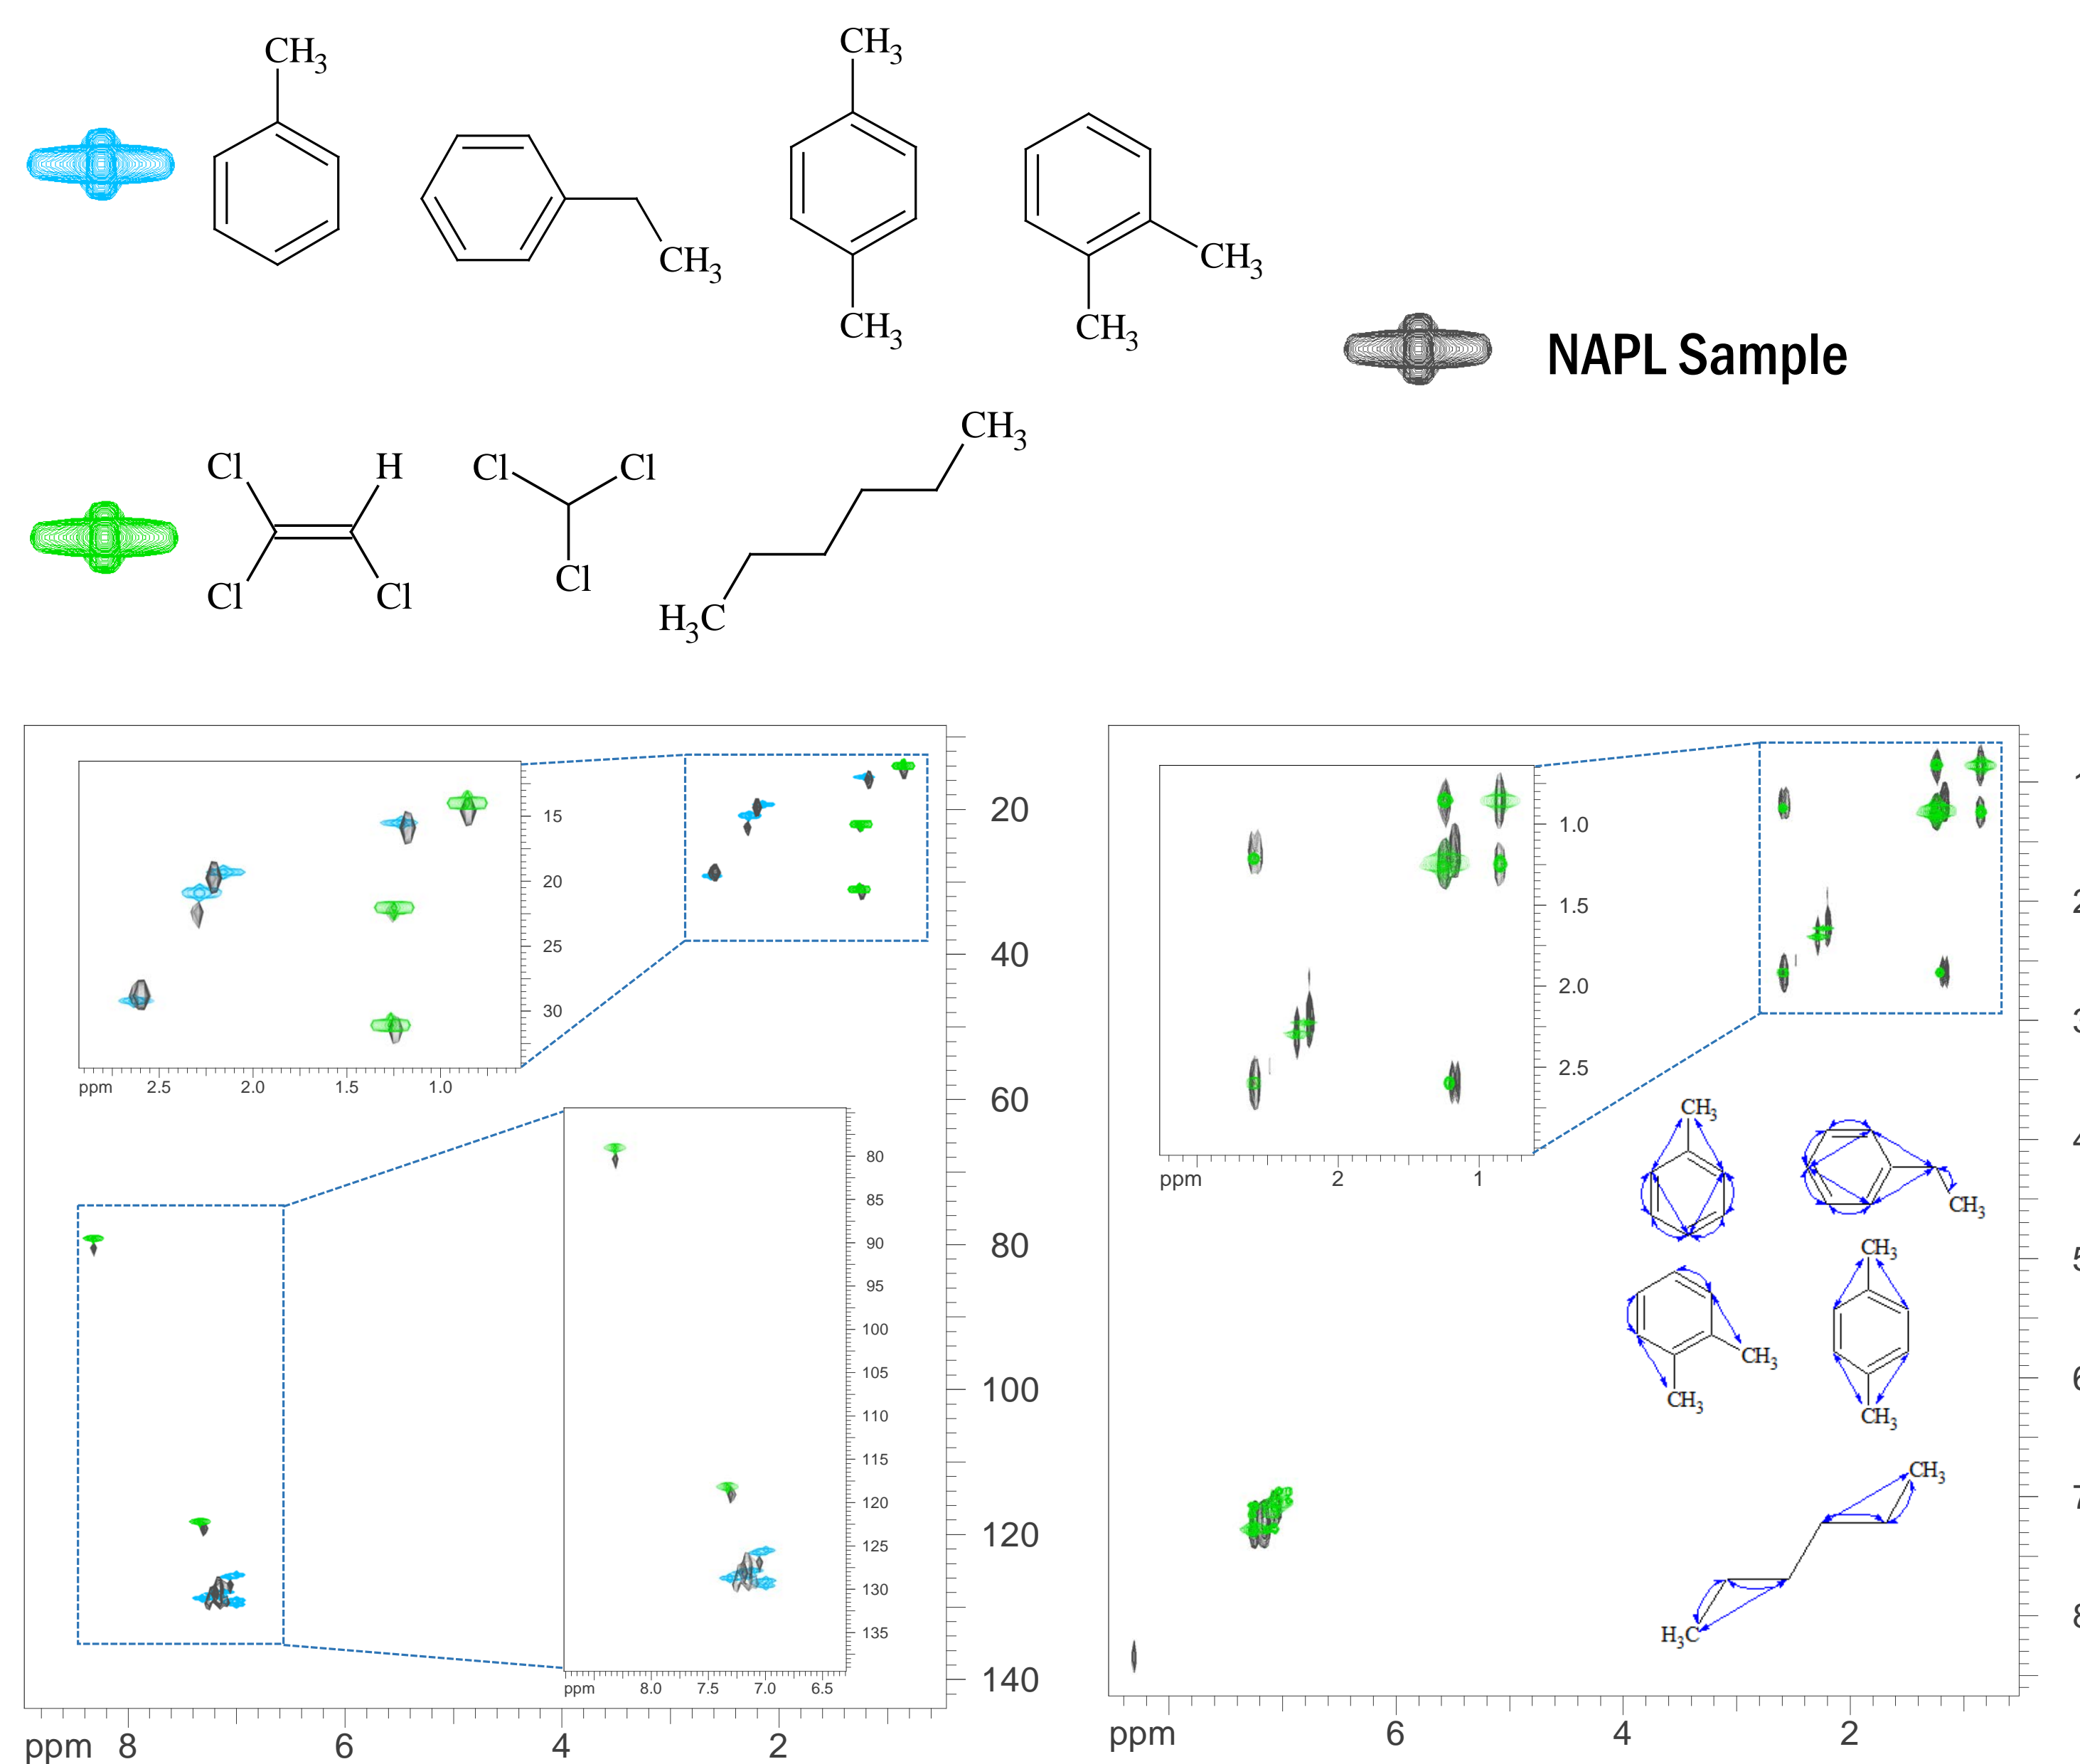 CH3
CH3
CH3
CH3
CH3
CH3
NAPL Sample
Cl
H
Cl
Cl
Cl
Cl
Cl
H3C
CH3
15
20
25
30
ppm 2.5 2.0 1.5 1.0
20
40
60
80
100
120
140
80
85
90
95
100
105
110
115
120
125
130
135
ppm 8.0 7.5 7.0 6.5
ppm 8 6 4 2
1.0
1.5
2.0
2.5
ppm 2 1
CH3
CH3
CH3
CH3
CH3
CH3
CH3
H3C
ppm 6 4 2